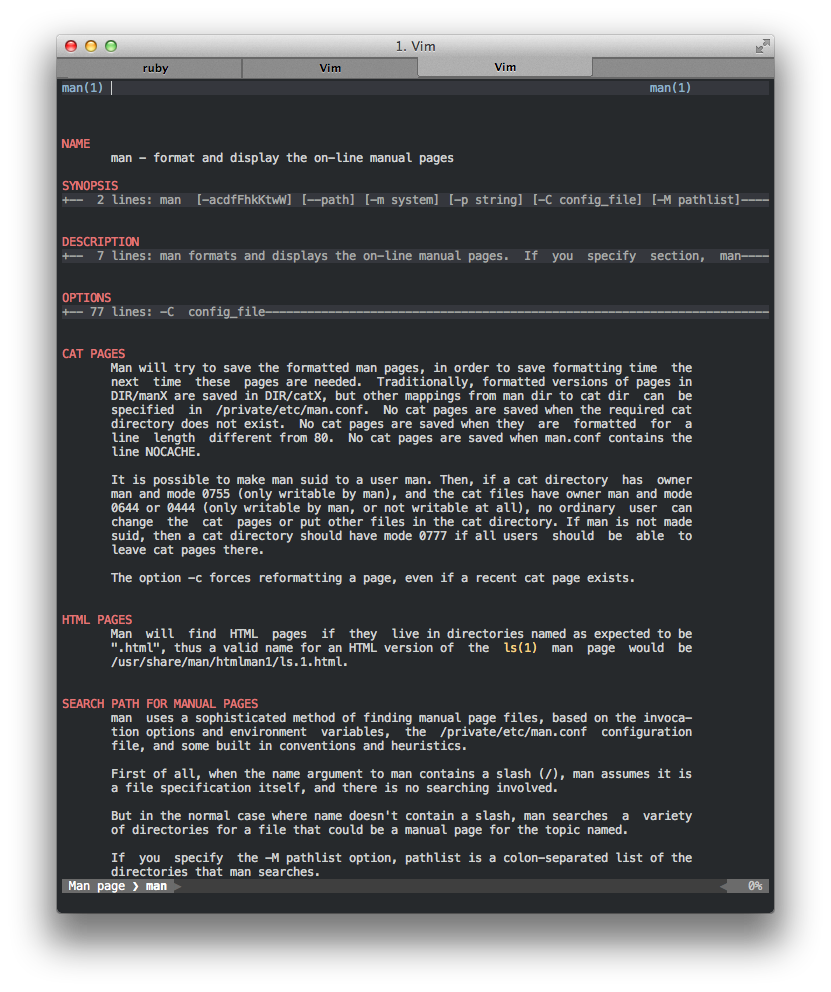 1. Vim
ruby Vim Vim
man(1) man(1)
NAME
man - format and display the on-line manual pages
SYNOPSIS
+-- 2 lines: man [-acdfFhkKtwW] [--path] [-m system] [-p string] [-C config_file] [-M pathlist]----
DESCRIPTION
+-- 7 lines: man formats and displays the on-line manual pages. If you specify section, man----
OPTIONS
+-- 77 lines: -C config_file------------------------------------------------------------------------
CAT PAGES
Man will try to save the formatted man pages, in order to save formatting time the
next time these pages are needed. Traditionally, formatted versions of pages in
DIR/manX are saved in DIR/catX, but other mappings from man dir to cat dir can be
specified in /private/etc/man.conf. No cat pages are saved when the required cat
directory does not exist. No cat pages are saved when they are formatted for a
line length different from 80. No cat pages are saved when man.conf contains the
line NOCACHE.
It is possible to make man suid to a user man. Then, if a cat directory has owner
man and mode 0755 (only writable by man), and the cat files have owner man and mode
0644 or 0444 (only writable by man, or not writable at all), no ordinary user can
change the cat pages or put other files in the cat directory. If man is not made
suid, then a cat directory should have mode 0777 if all users should be able to
leave cat pages there.
The option -c forces reformatting a page, even if a recent cat page exists.
HTML PAGES
Man will find HTML pages if they live in directories named as expected to be
".html", thus a valid name for an HTML version of the ls(1) man page would be
/usr/share/man/htmlman1/ls.1.html.
SEARCH PATH FOR MANUAL PAGES
man uses a sophisticated method of finding manual page files, based on the invoca-
tion options and environment variables, the /private/etc/man.conf configuration
file, and some built in conventions and heuristics.
First of all, when the name argument to man contains a slash (/), man assumes it is
a file specification itself, and there is no searching involved.
But in the normal case where name doesn't contain a slash, man searches a variety
of directories for a file that could be a manual page for the topic named.
If you specify the -M pathlist option, pathlist is a colon-separated list of the
directories that man searches.
Man page ❯ man 0%